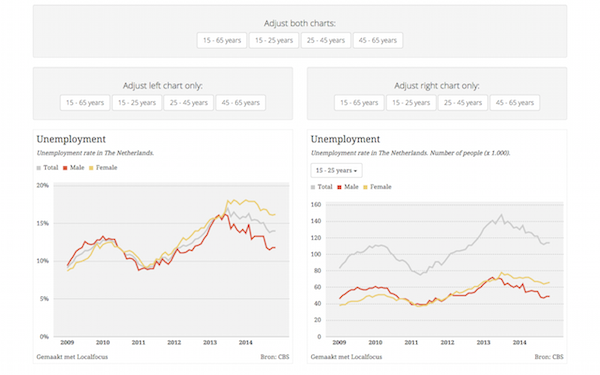 Adjust both charts:
15 - 65 years 15 - 25 years 25 - 45 years 45 - 65 years
Adjust left chart only:
15 - 65 years 15 - 25 years 25 - 45 years 45 - 65 years
Adjust right chart only:
15 - 65 years 15 - 25 years 25 - 45 years 45 - 65 years
Unemployment
Unemployment rate in The Netherlands.
Total Male Female
20%
15%
10%
5%
0%
2009 2010 2011 2012 2013 2014
Gemaakt met Localfocus Bron: CBS
Unemployment
Unemployment rate in The Netherlands. Number of people (x 1.000).
15 - 25 years
Total Male Female
160
140
120
100
80
60
40
20
0
2009 2010 2011 2012 2013 2014
Gemaakt met Localfocus Bron: CBS